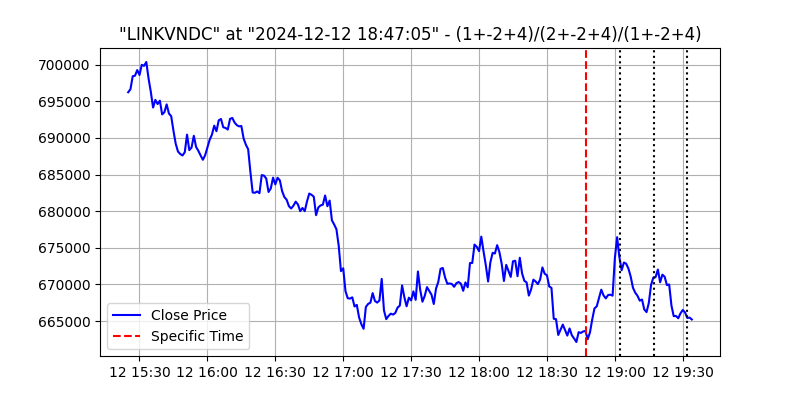 "LINKVNDC" at "2024-12-12 18:47:05" - (1+-2+4)/(2+-2+4)/(1+-2+4)
700000
695000
690000
685000
680000
675000
670000
665000
Close Price
Specific Time
12 15:30 12 16:00 12 16:30 12 17:00 12 17:30 12 18:00 12 18:30 12 19:00 12 19:30